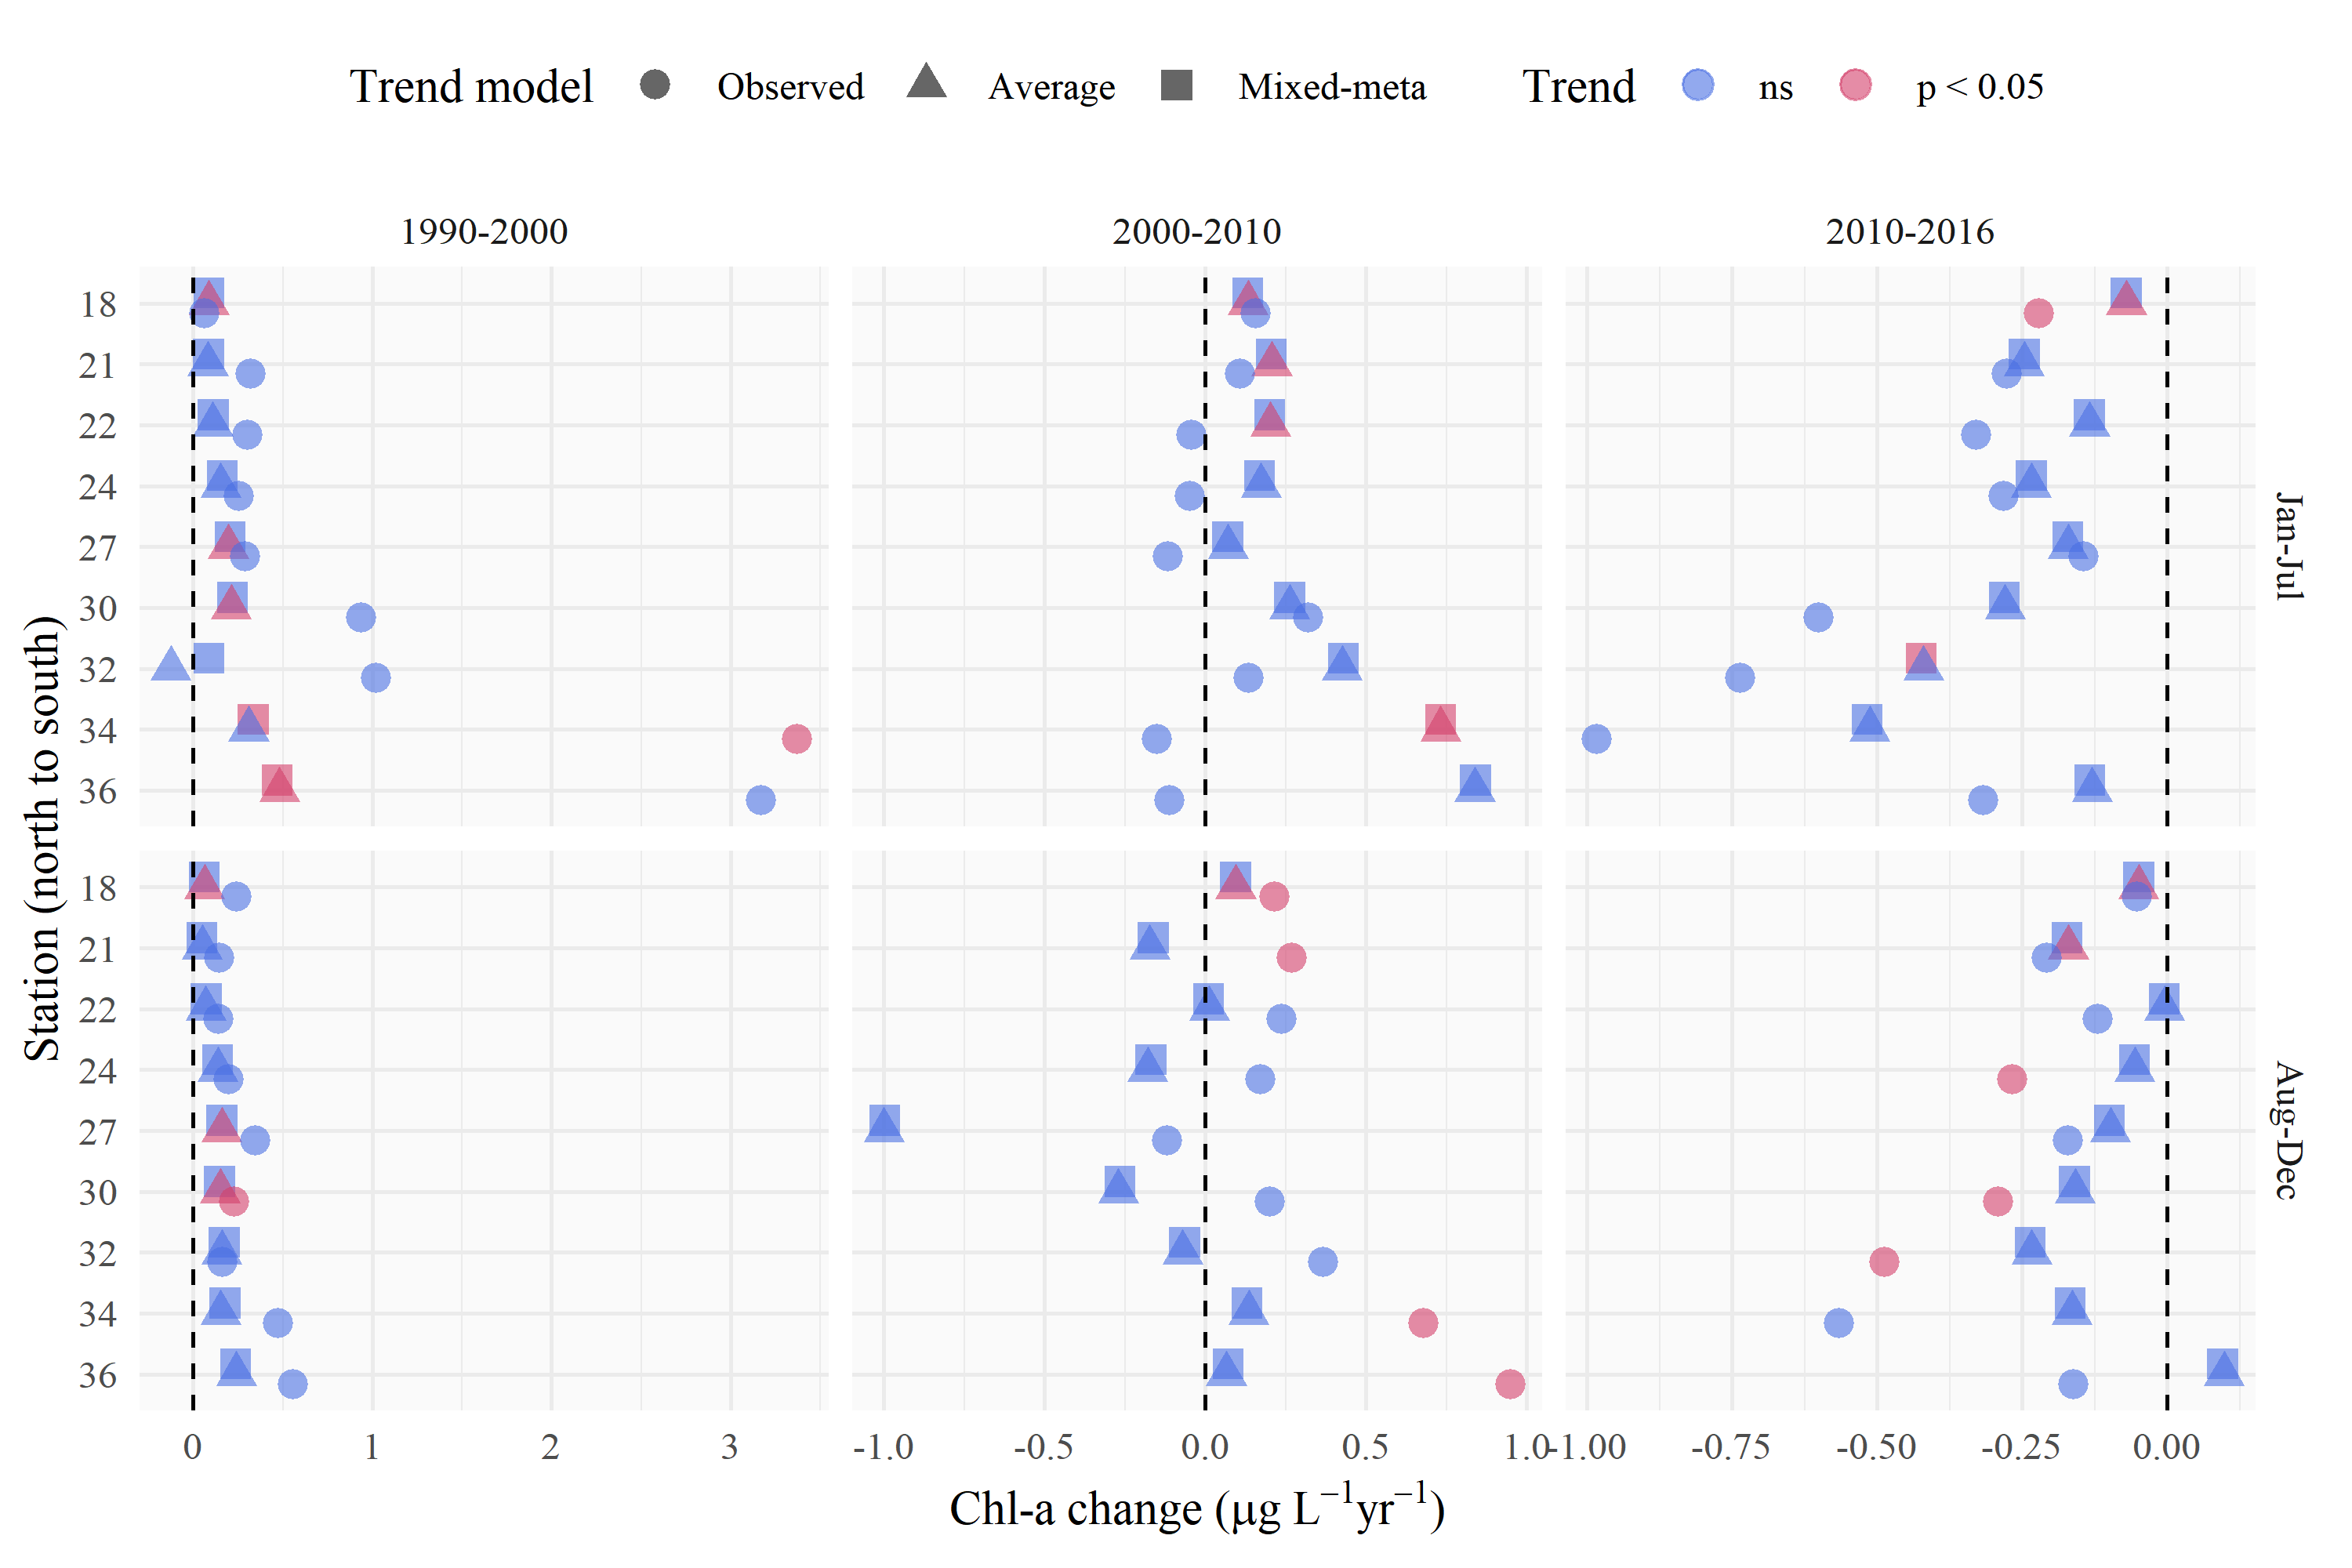 Trend model Observed Average Mixed-meta Trend ns p < 0.05
1990-2000 2000-2010 2010-2016
18
21
22
24
27
30
32
34
36
Jan-Jul
18
21
22
24
27
30
32
34
36
Aug-Dec
Station (north to south)
0 1 2 3 -1.0 -0.5 0.0 0.5 1.0 -1.00 -0.75 -0.50 -0.25 0.00
Chl-a change (µg L⁻¹yr⁻¹)